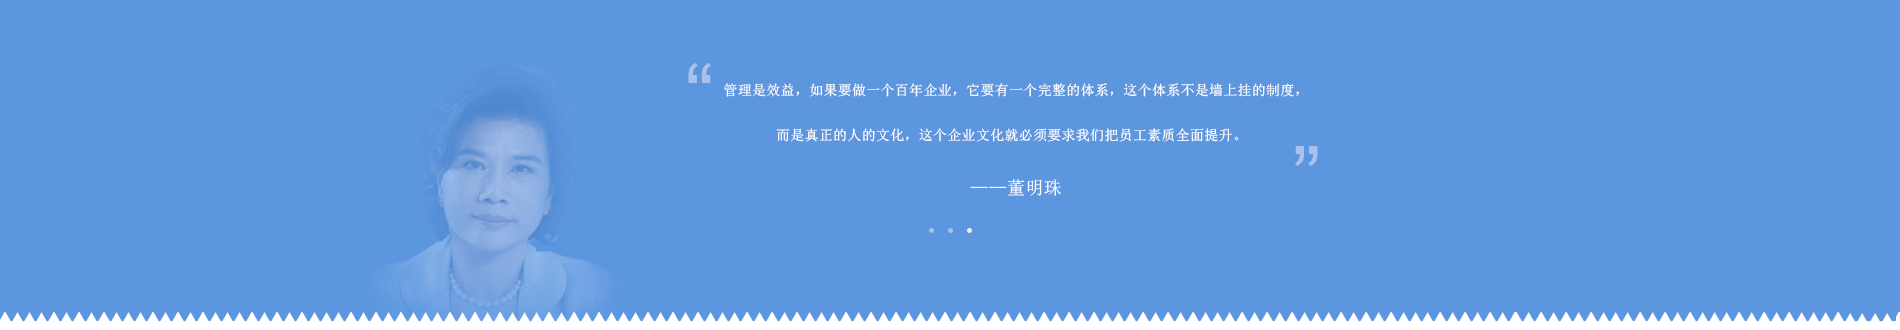 “管理是效益，如果要做一个百年企业，它要有一个完整的体系，这个体系不是墙上挂的制度，
而是真正的人的文化，这个企业文化就必须要求我们把员工素质全面提升。”
——董明珠